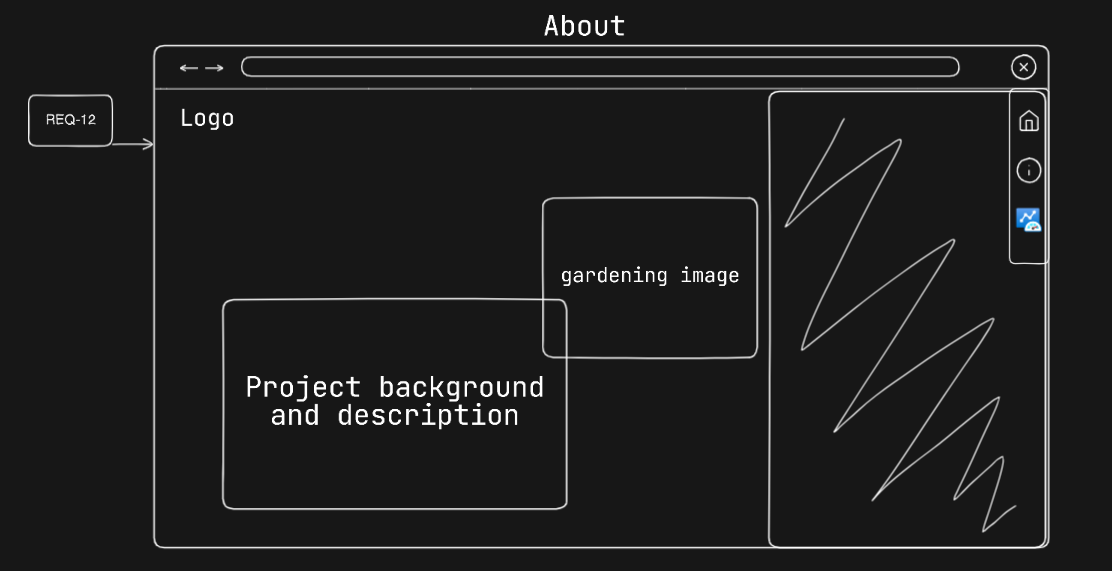 About
REQ-12
Logo
gardening image
Project background
and description